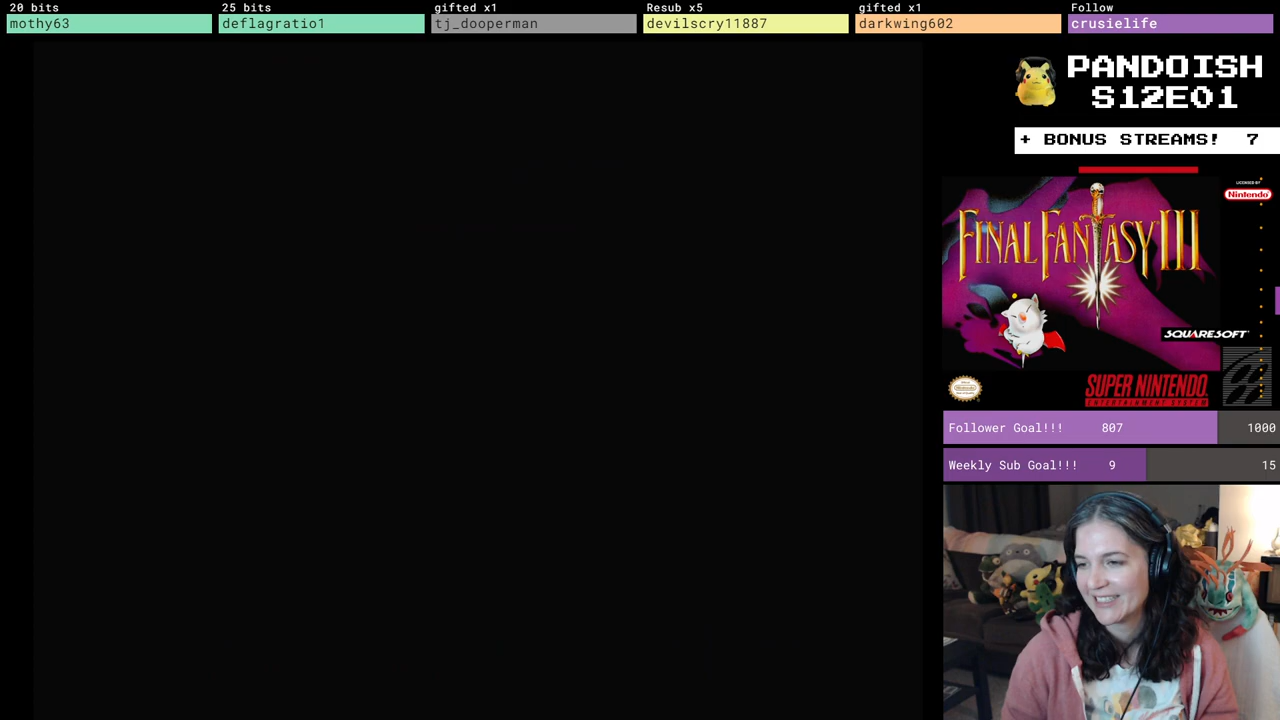 20 bits
mothy63
25 bits
deflagratio1
gifted x1
tj_dooperman
Resub x5
devilscry11887
gifted x1
darkwing602
Follow
crusielife
PANDOISH
S12E01
+ BONUS STREAMS! 7
LICENSED BY
Nintendo
FINAL FANTASY III
SQUARESOFT
SUPER NINTENDO
ENTERTAINMENT SYSTEM
Follower Goal!!! 807 1000
Weekly Sub Goal!!! 9 15